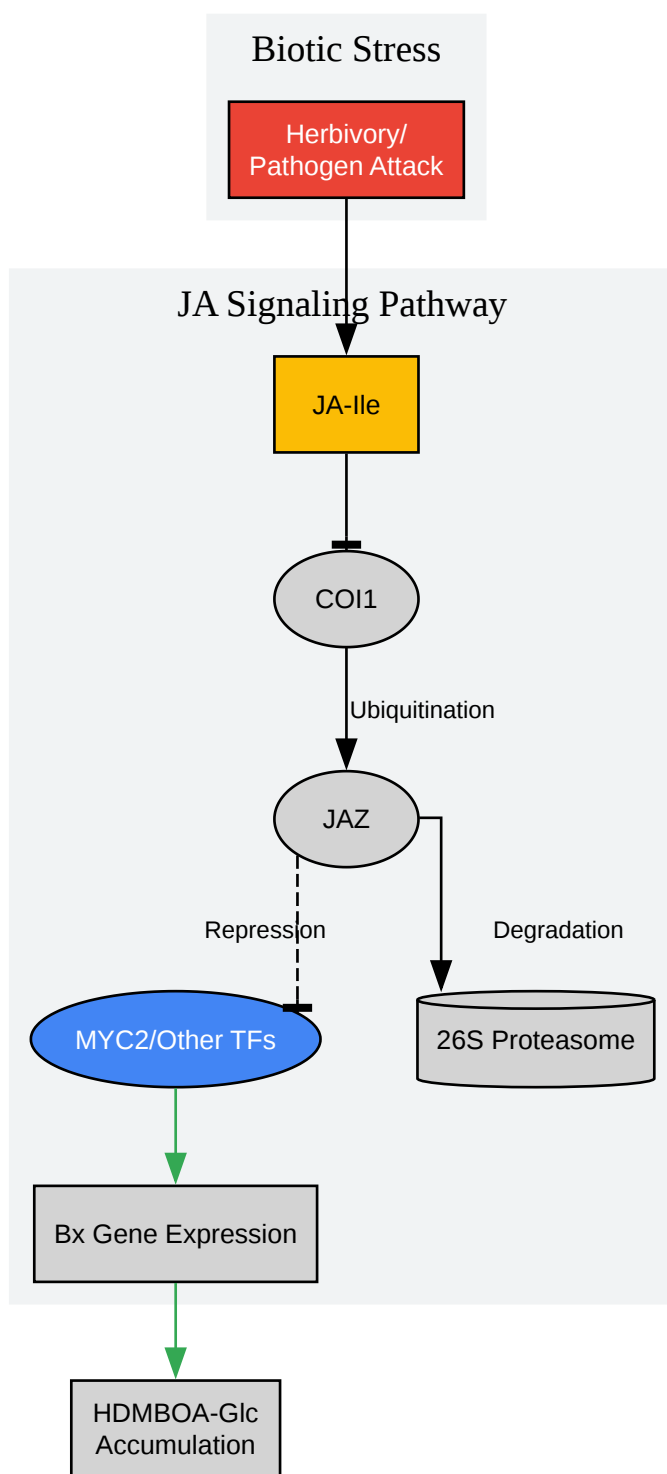 Biotic Stress
Herbivory/
Pathogen Attack
JA Signaling Pathway
JA-Ile
COI1
Ubiquitination
JAZ
Repression
Degradation
MYC2/Other TFs
26S Proteasome
Bx Gene Expression
HDMBOA-Glc
Accumulation